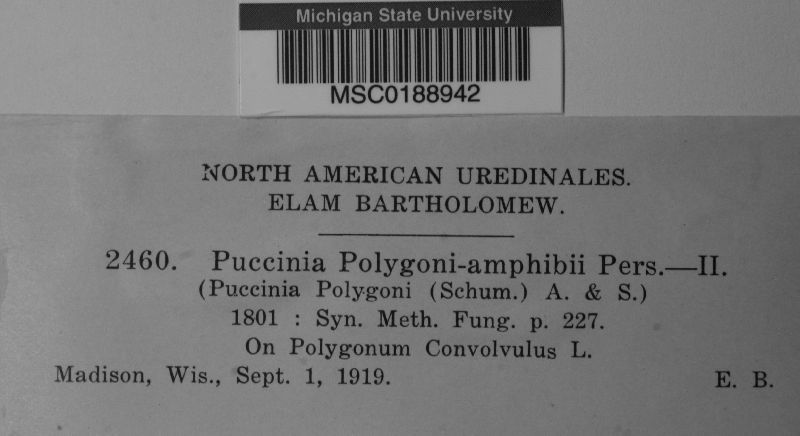 Michigan State University
MSC0188942
NORTH AMERICAN UREDINALES.
ELAM BARTHOLOMEW.
2460. Puccinia Polygoni-amphibii Pers.—II.
(Puccinia Polygoni (Schum.) A. & S.)
1801 : Syn. Meth. Fung. p. 227.
On Polygonum Convolvulus L.
Madison, Wis., Sept. 1, 1919. E. B.